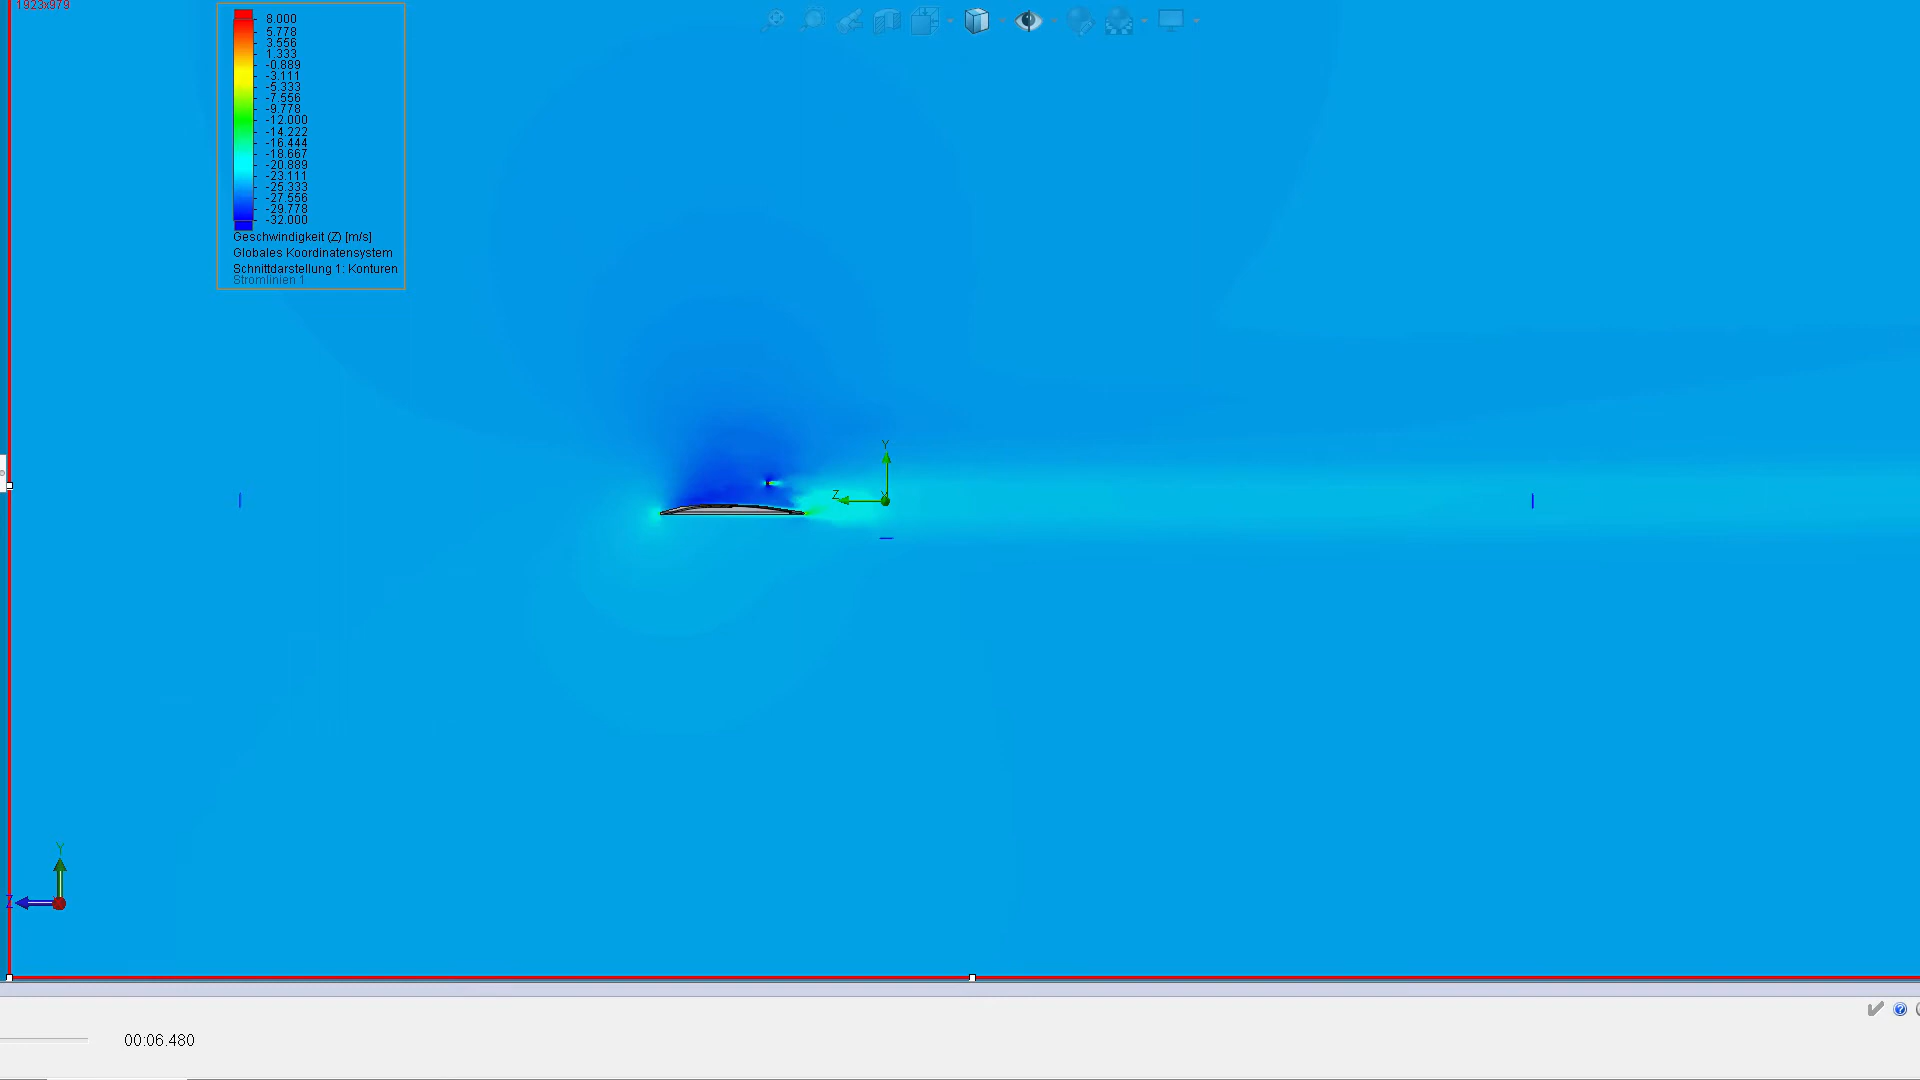 1923x979
8.000
5.778
3.556
1.333
-0.889
-3.111
-5.333
-7.556
-9.778
-12.000
-14.222
-16.444
-18.667
-20.889
-23.111
-25.333
-27.556
-29.778
-32.000
Geschwindigkeit (Z) [m/s]
Globales Koordinatensystem
Schnittdarstellung 1: Konturen
Stromlinien 1
Y
Z
Y
Z
00:06.480